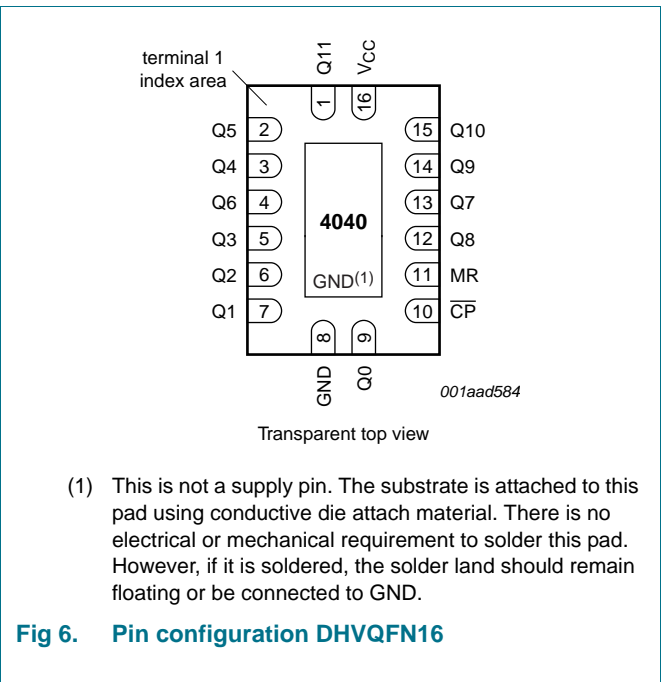 terminal 1
index area
Q11
VCC
1
16
Q5 2 15 Q10
Q4 3 14 Q9
Q6 4 13 Q7
4040
Q3 5 12 Q8
Q2 6 GND(1) 11 MR
Q1 7 10 CP
8
9
GND
Q0
001aad584
Transparent top view
(1) This is not a supply pin. The substrate is attached to this
pad using conductive die attach material. There is no
electrical or mechanical requirement to solder this pad.
However, if it is soldered, the solder land should remain
floating or be connected to GND.
Fig 6. Pin configuration DHVQFN16